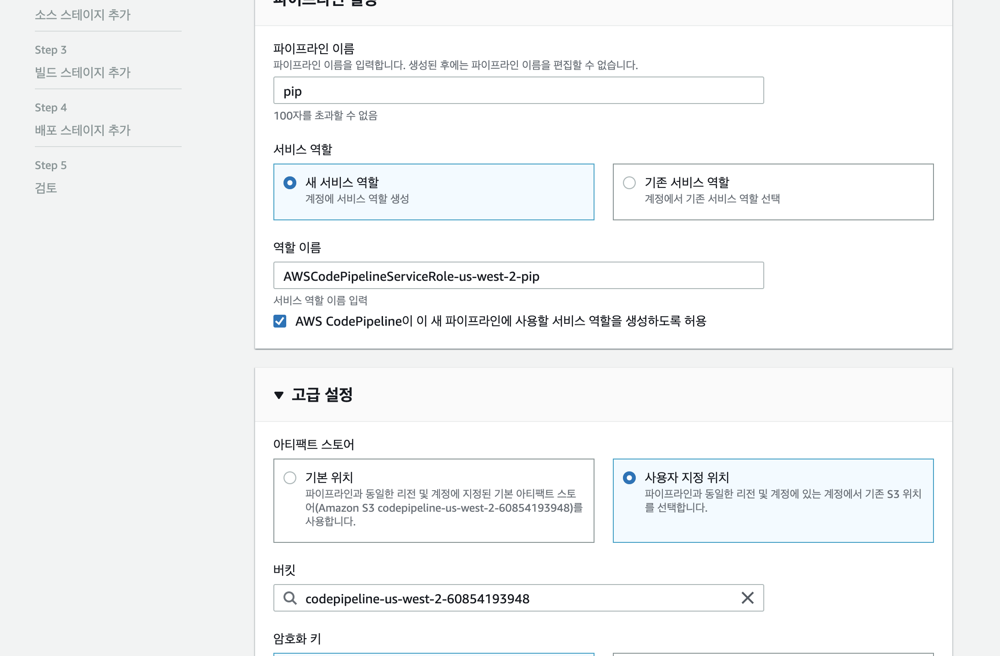 소스 스테이지 추가
Step 3
빌드 스테이지 추가
Step 4
배포 스테이지 추가
Step 5
검토
파이프라인 설정
파이프라인 이름
파이프라인 이름을 입력합니다. 생성된 후에는 파이프라인 이름을 편집할 수 없습니다.
pip
100자를 초과할 수 없음
서비스 역할
새 서비스 역할
계정에 서비스 역할 생성
기존 서비스 역할
계정에서 기존 서비스 역할 선택
역할 이름
AWSCodePipelineServiceRole-us-west-2-pip
서비스 역할 이름 입력
AWS CodePipeline이 이 새 파이프라인에 사용할 서비스 역할을 생성하도록 허용
고급 설정
아티팩트 스토어
기본 위치
파이프라인과 동일한 리전 및 계정에 지정된 기본 아티팩트 스토
어(Amazon S3 codepipeline-us-west-2-60854193948)를
사용합니다.
사용자 지정 위치
파이프라인과 동일한 리전 및 계정에 있는 계정에서 기존 S3 위치
를 선택합니다.
버킷
codepipeline-us-west-2-60854193948
암호화 키